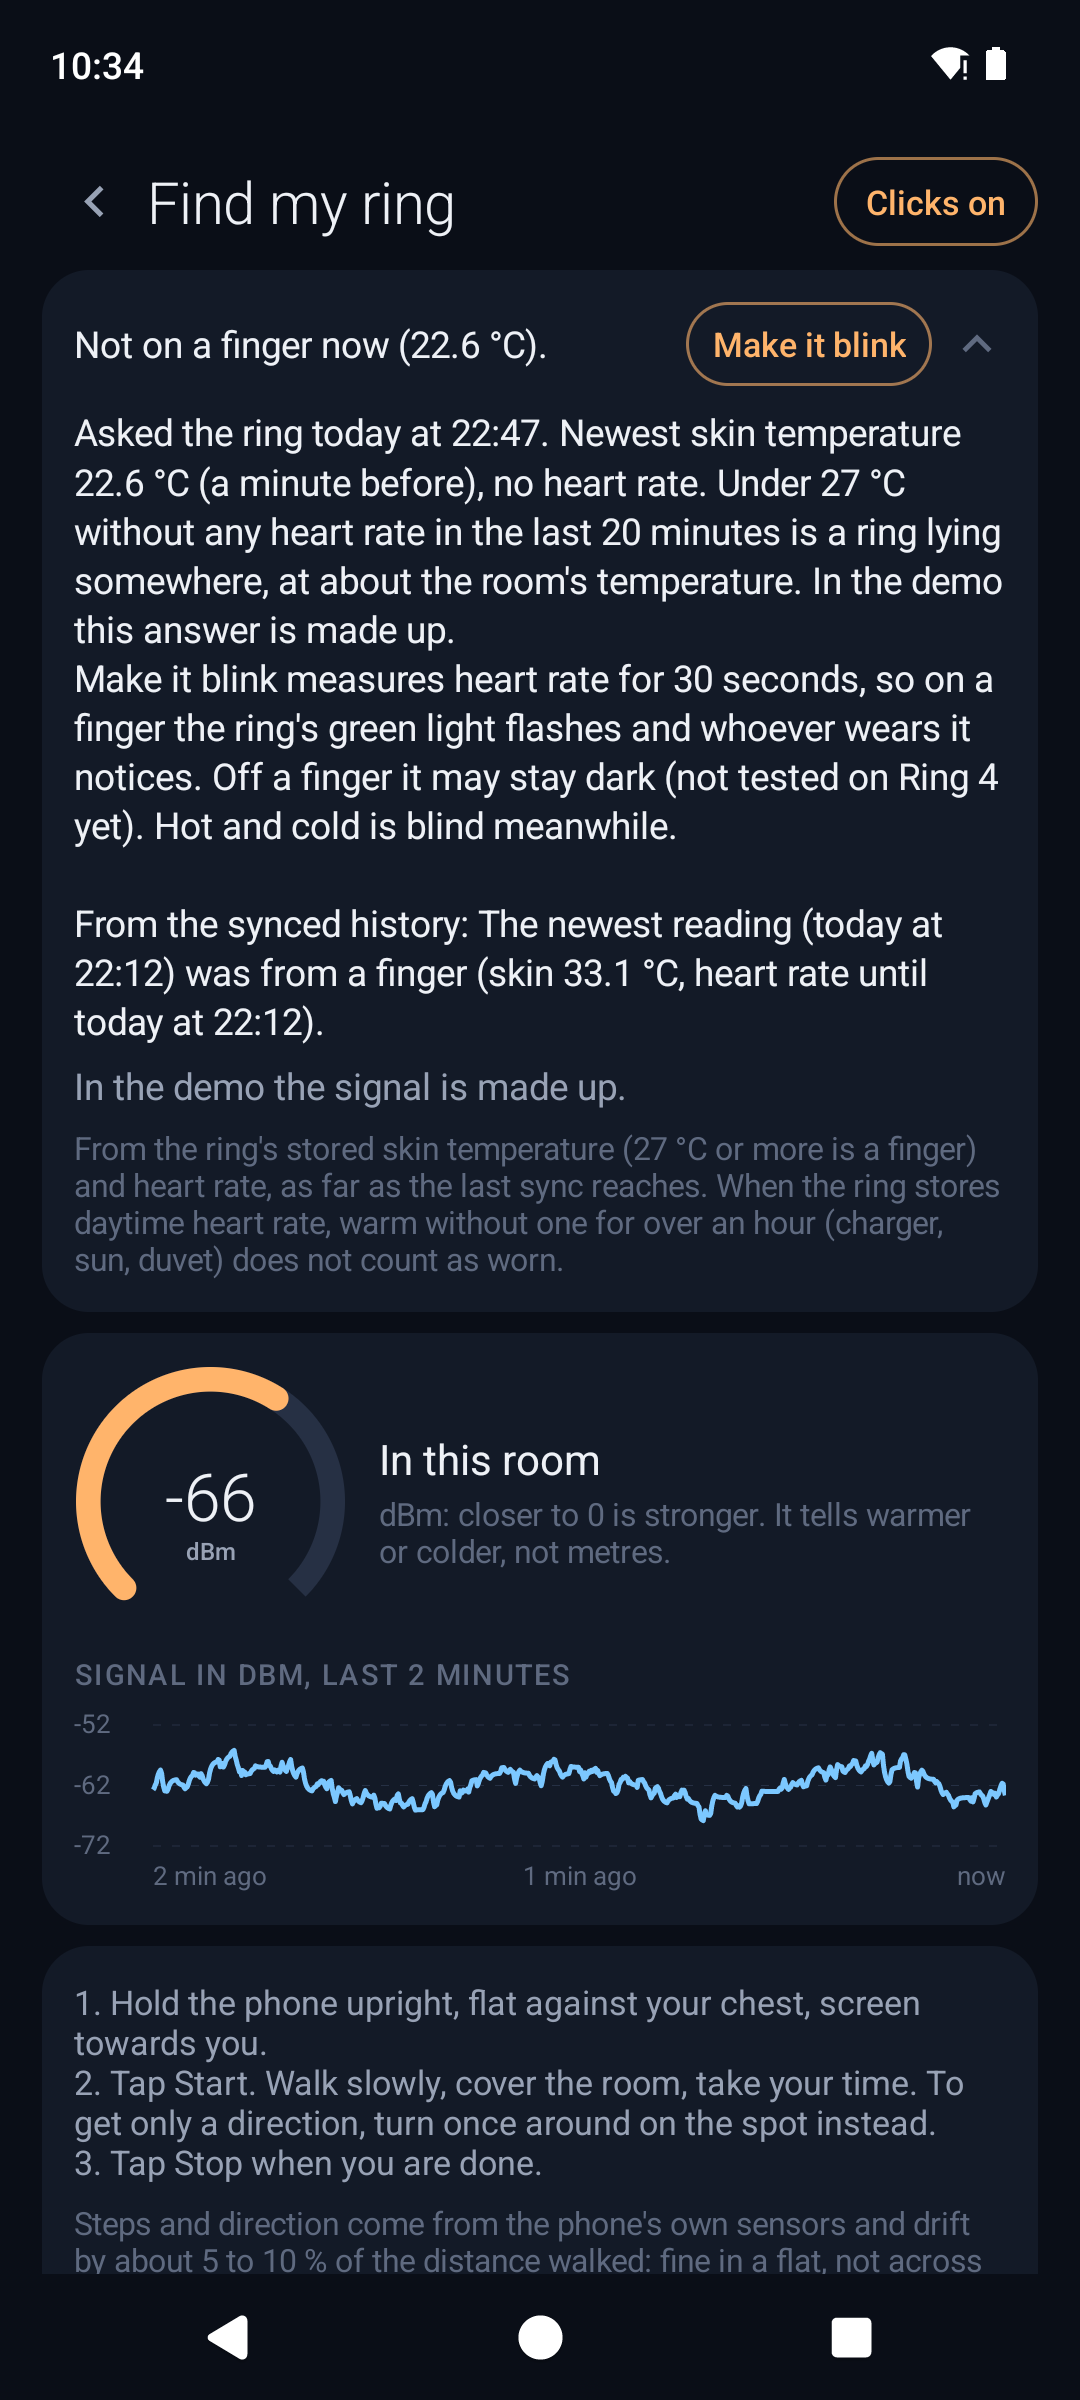 10:34
Find my ring
Clicks on
Not on a finger now (22.6 °C).
Make it blink
Asked the ring today at 22:47. Newest skin temperature
22.6 °C (a minute before), no heart rate. Under 27 °C
without any heart rate in the last 20 minutes is a ring lying
somewhere, at about the room's temperature. In the demo
this answer is made up.
Make it blink measures heart rate for 30 seconds, so on a
finger the ring's green light flashes and whoever wears it
notices. Off a finger it may stay dark (not tested on Ring 4
yet). Hot and cold is blind meanwhile.
From the synced history: The newest reading (today at
22:12) was from a finger (skin 33.1 °C, heart rate until
today at 22:12).
In the demo the signal is made up.
From the ring's stored skin temperature (27 °C or more is a finger)
and heart rate, as far as the last sync reaches. When the ring stores
daytime heart rate, warm without one for over an hour (charger,
sun, duvet) does not count as worn.
-66
dBm
In this room
dBm: closer to 0 is stronger. It tells warmer
or colder, not metres.
SIGNAL IN DBM, LAST 2 MINUTES
-52
-62
-72
2 min ago
1 min ago
now
1. Hold the phone upright, flat against your chest, screen
towards you.
2. Tap Start. Walk slowly, cover the room, take your time. To
get only a direction, turn once around on the spot instead.
3. Tap Stop when you are done.
Steps and direction come from the phone's own sensors and drift
by about 5 to 10 % of the distance walked: fine in a flat, not across